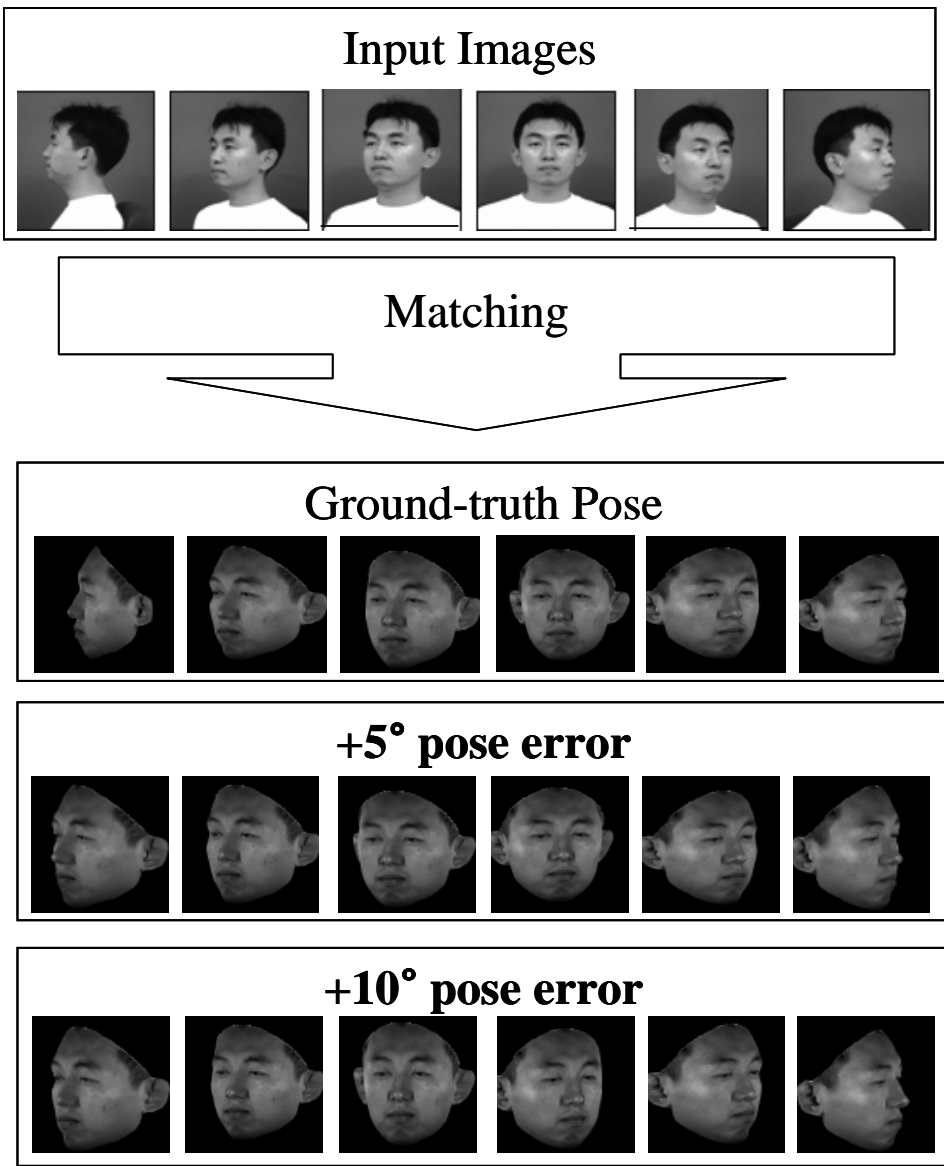 Input Images
Matching
Ground-truth Pose
+5° pose error
+10° pose error